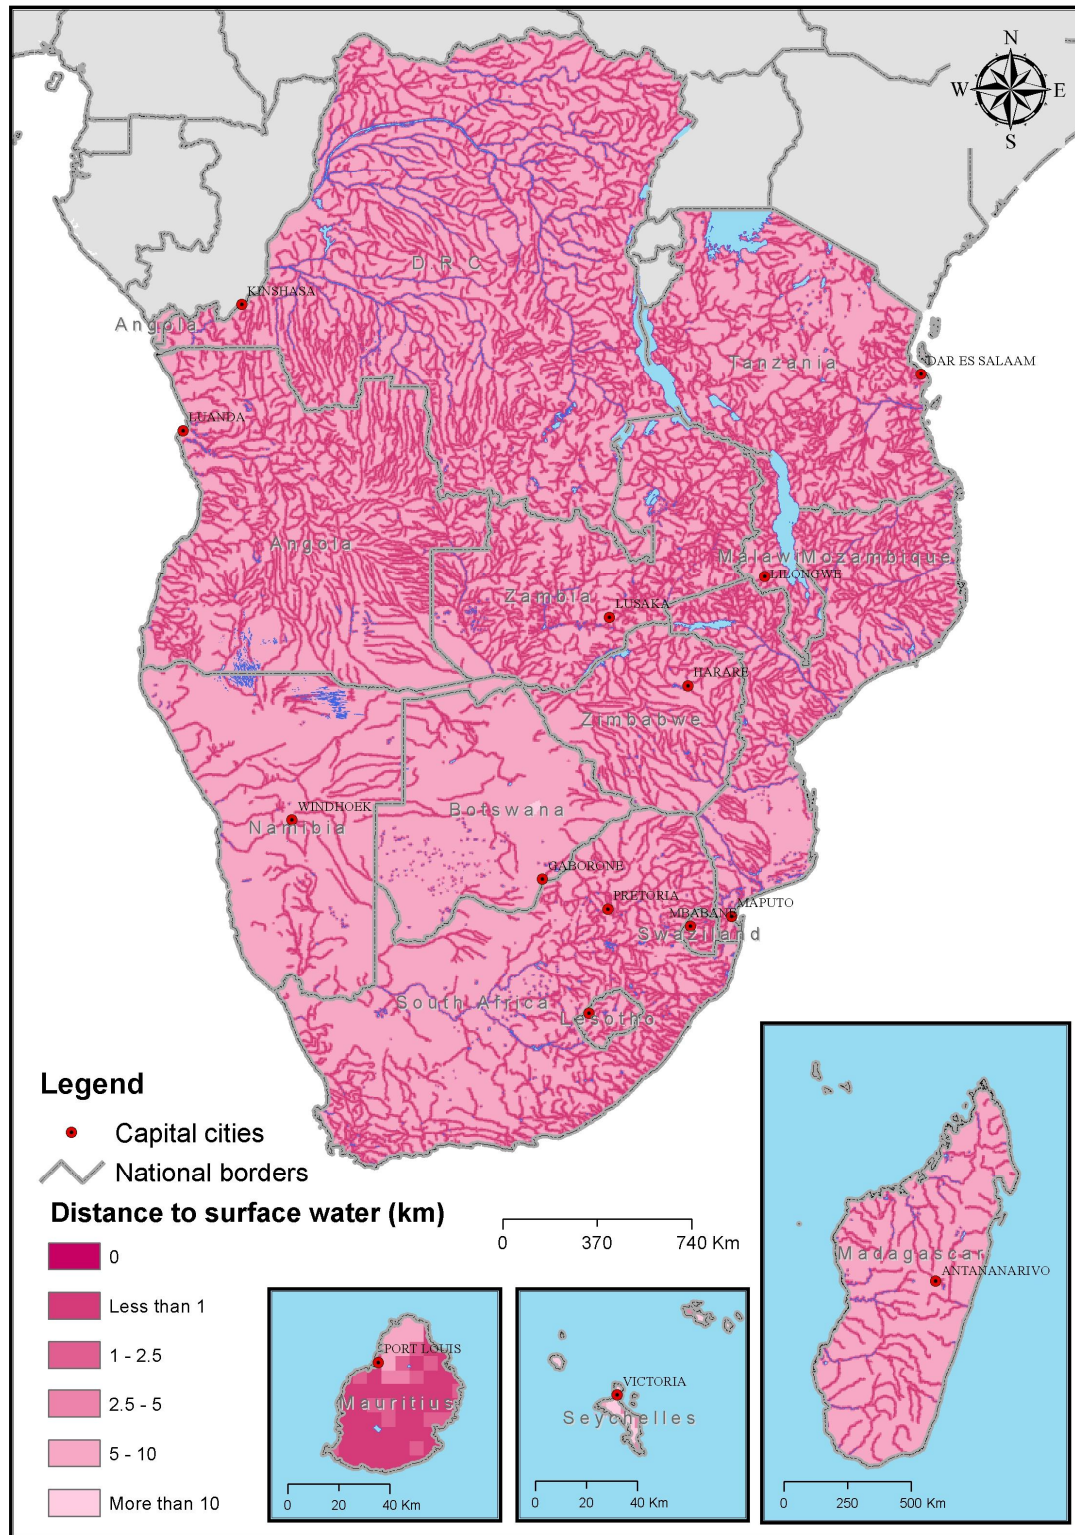 N
W E
S
D R C
KINSHASA
Angola
DAR ES SALAAM
Tanzania
LUANDA
Angola
Malawi Mozambique
LILONGWE
Zambia
LUSAKA
HARARE
Zimbabwe
WINDHOEK
Namibia
Botswana
GABORONE
PRETORIA
MBABANE
MAPUTO
Swaziland
South Africa
Lesotho
Legend
Capital cities
National borders
Distance to surface water (km)
0
Less than 1
1 - 2.5
2.5 - 5
5 - 10
More than 10
0 370 740 Km
PORT LOUIS
Mauritius
0 20 40 Km
VICTORIA
Seychelles
0 20 40 Km
Madagascar
ANTANANARIVO
0 250 500 Km